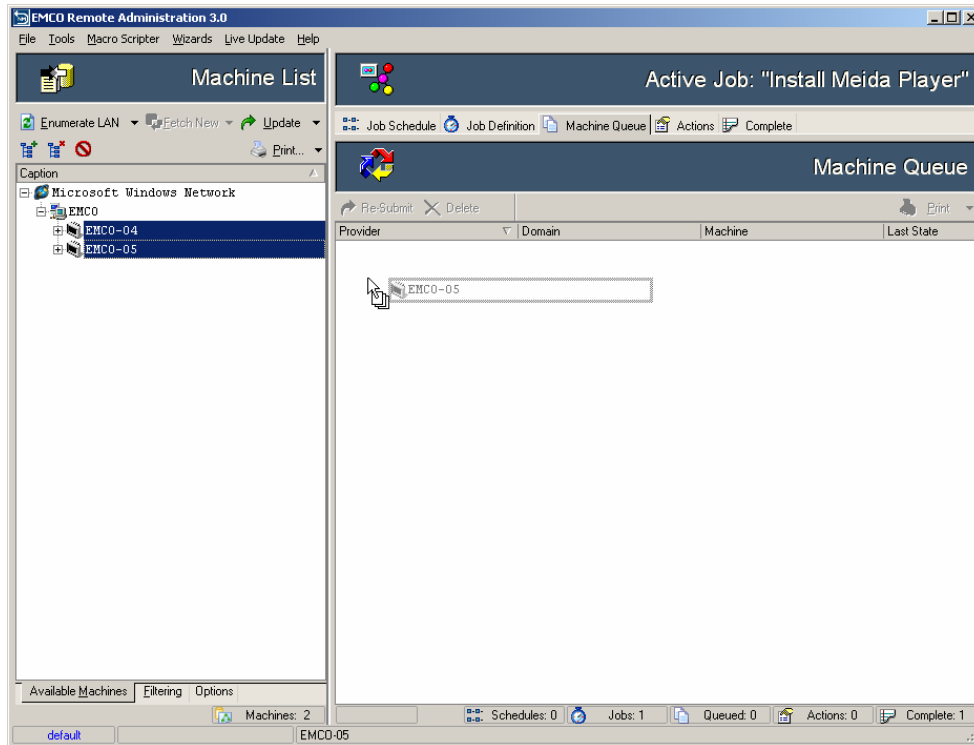 EMCO Remote Administration 3.0
File Tools Macro Scripter Wizards Live Update Help
Machine List
Active Job: "Install Meida Player"
Enumerate LAN Fetch New Update
Job Schedule Job Definition Machine Queue Actions Complete
Print...
Machine Queue
Caption
Microsoft Windows Network
EMCO
EMCO-04
EMCO-05
Re-Submit Delete Print
Provider Domain Machine Last State
EMCO-05
Available Machines Filtering Options
Machines: 2
Schedules: 0 Jobs: 1 Queued: 0 Actions: 0 Complete: 1
default
EMCO-05